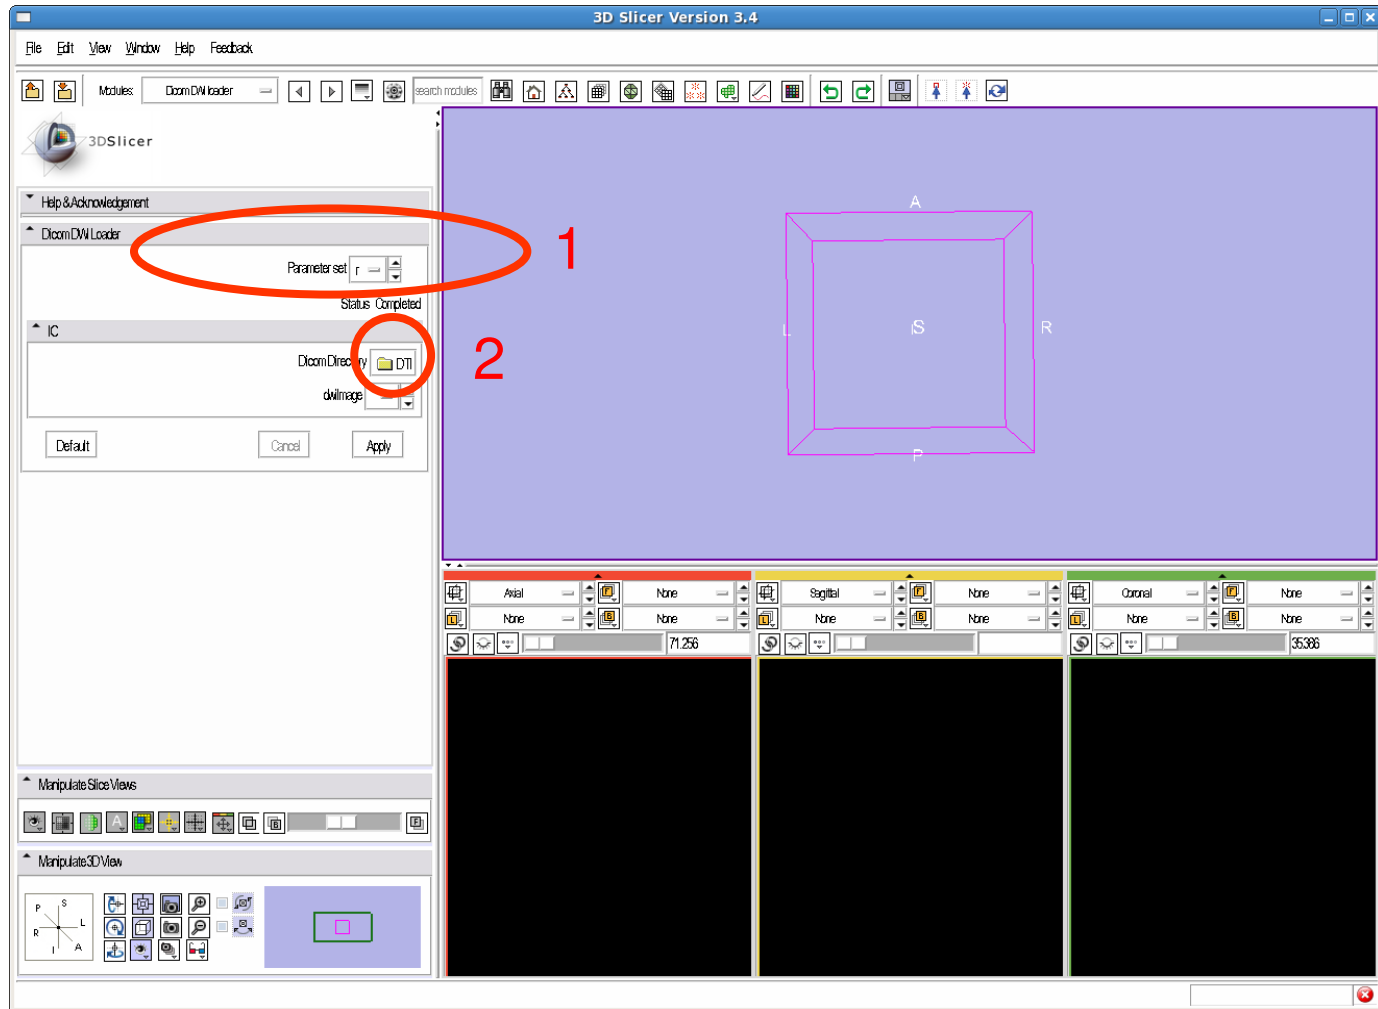 3D Slicer Version 3.4
File Edit View Window Help Feedback
Modules: Dicom DWI loader search modules
3DSlicer
Help & Acknowledgement
Dicom DWI Loader
Parameter set r
Status Completed
IC
Dicom Directory DTI
dwiImage
Default Cancel Apply
1
2
A
L S R
P
Axial None Sagittal None Coronal None
None None None None None None
71.256 35.386
Manipulate Slice Views
Manipulate 3D View
P S L R I A